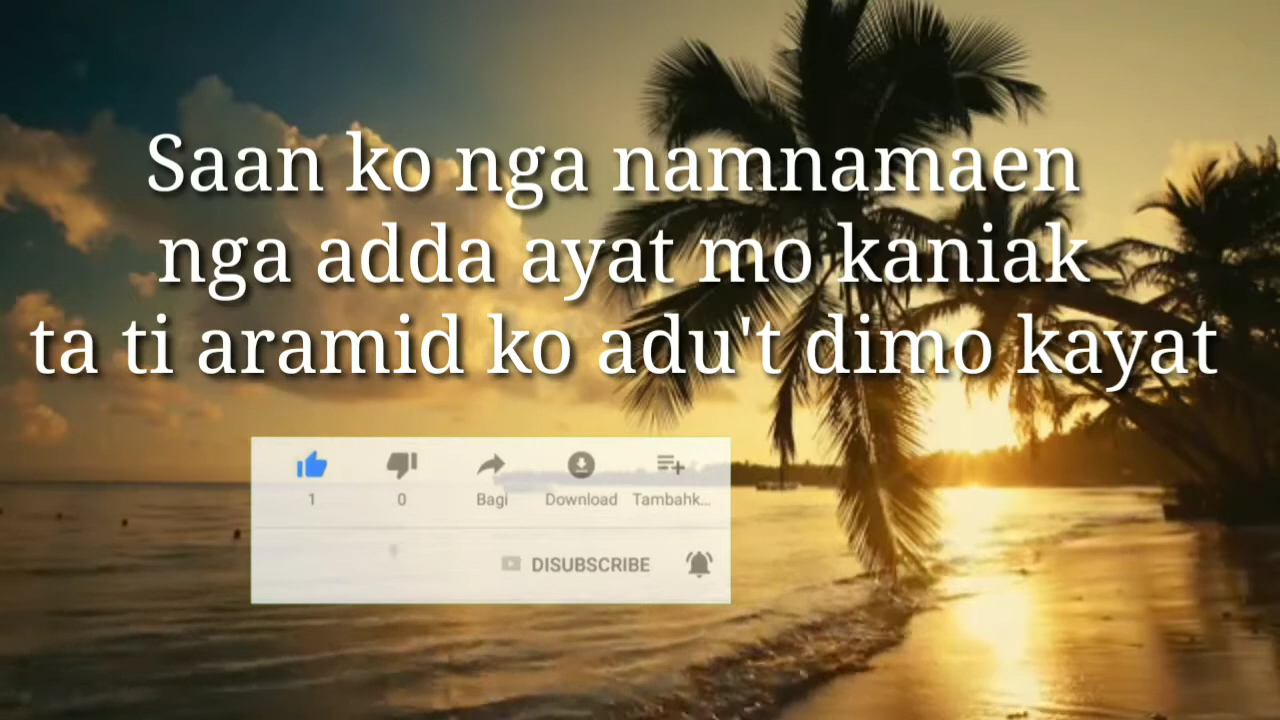 Saan ko nga namnamaen
nga adda ayat mo kaniak
ta ti aramid ko adu't dimo kayat
1 0 Bagi Download Tambahk...
DISUBSCRIBE